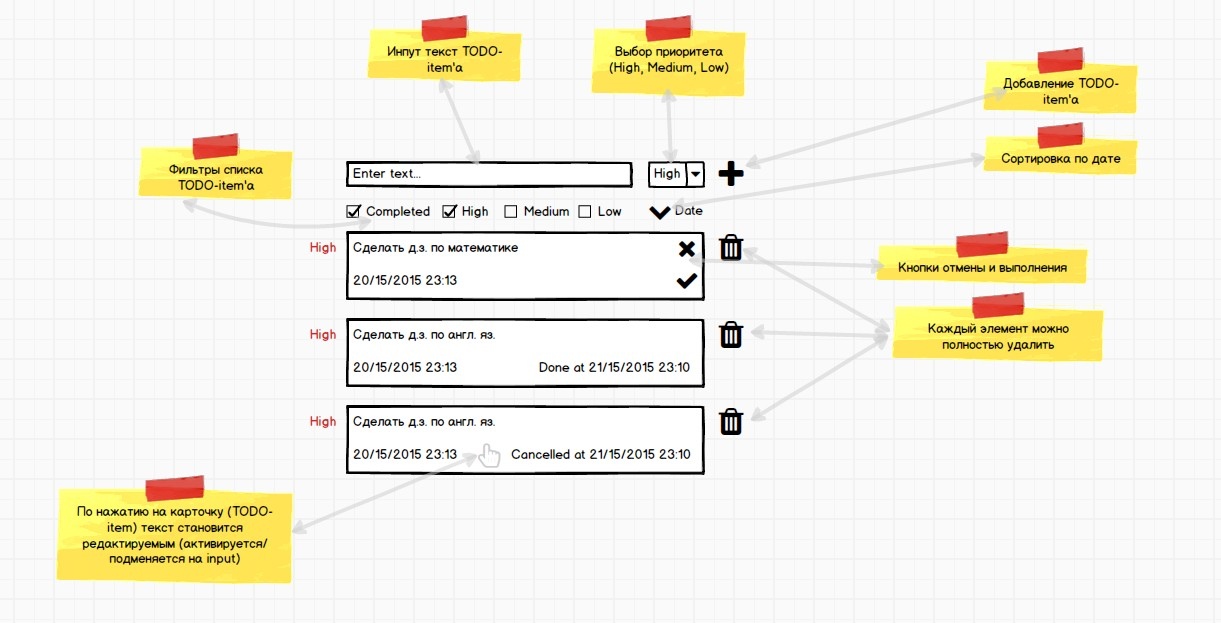 Инпут текст TODO-
item'а
Выбор приоритета
(High, Medium, Low)
Добавление TODO-
item'а
Сортировка по дате
Фильтры списка
TODO-item'а
Enter text...
High
Completed
High
Medium
Low
Date
High
Сделать д.з. по математике
20/15/2015 23:13
Кнопки отмены и выполнения
High
Сделать д.з. по англ. яз.
20/15/2015 23:13
Done at 21/15/2015 23:10
Каждый элемент можно
полностью удалить
High
Сделать д.з. по англ. яз.
20/15/2015 23:13
Cancelled at 21/15/2015 23:10
По нажатию на карточку (TODO-
item) текст становится
редактируемым (активируется/
подменяется на input)